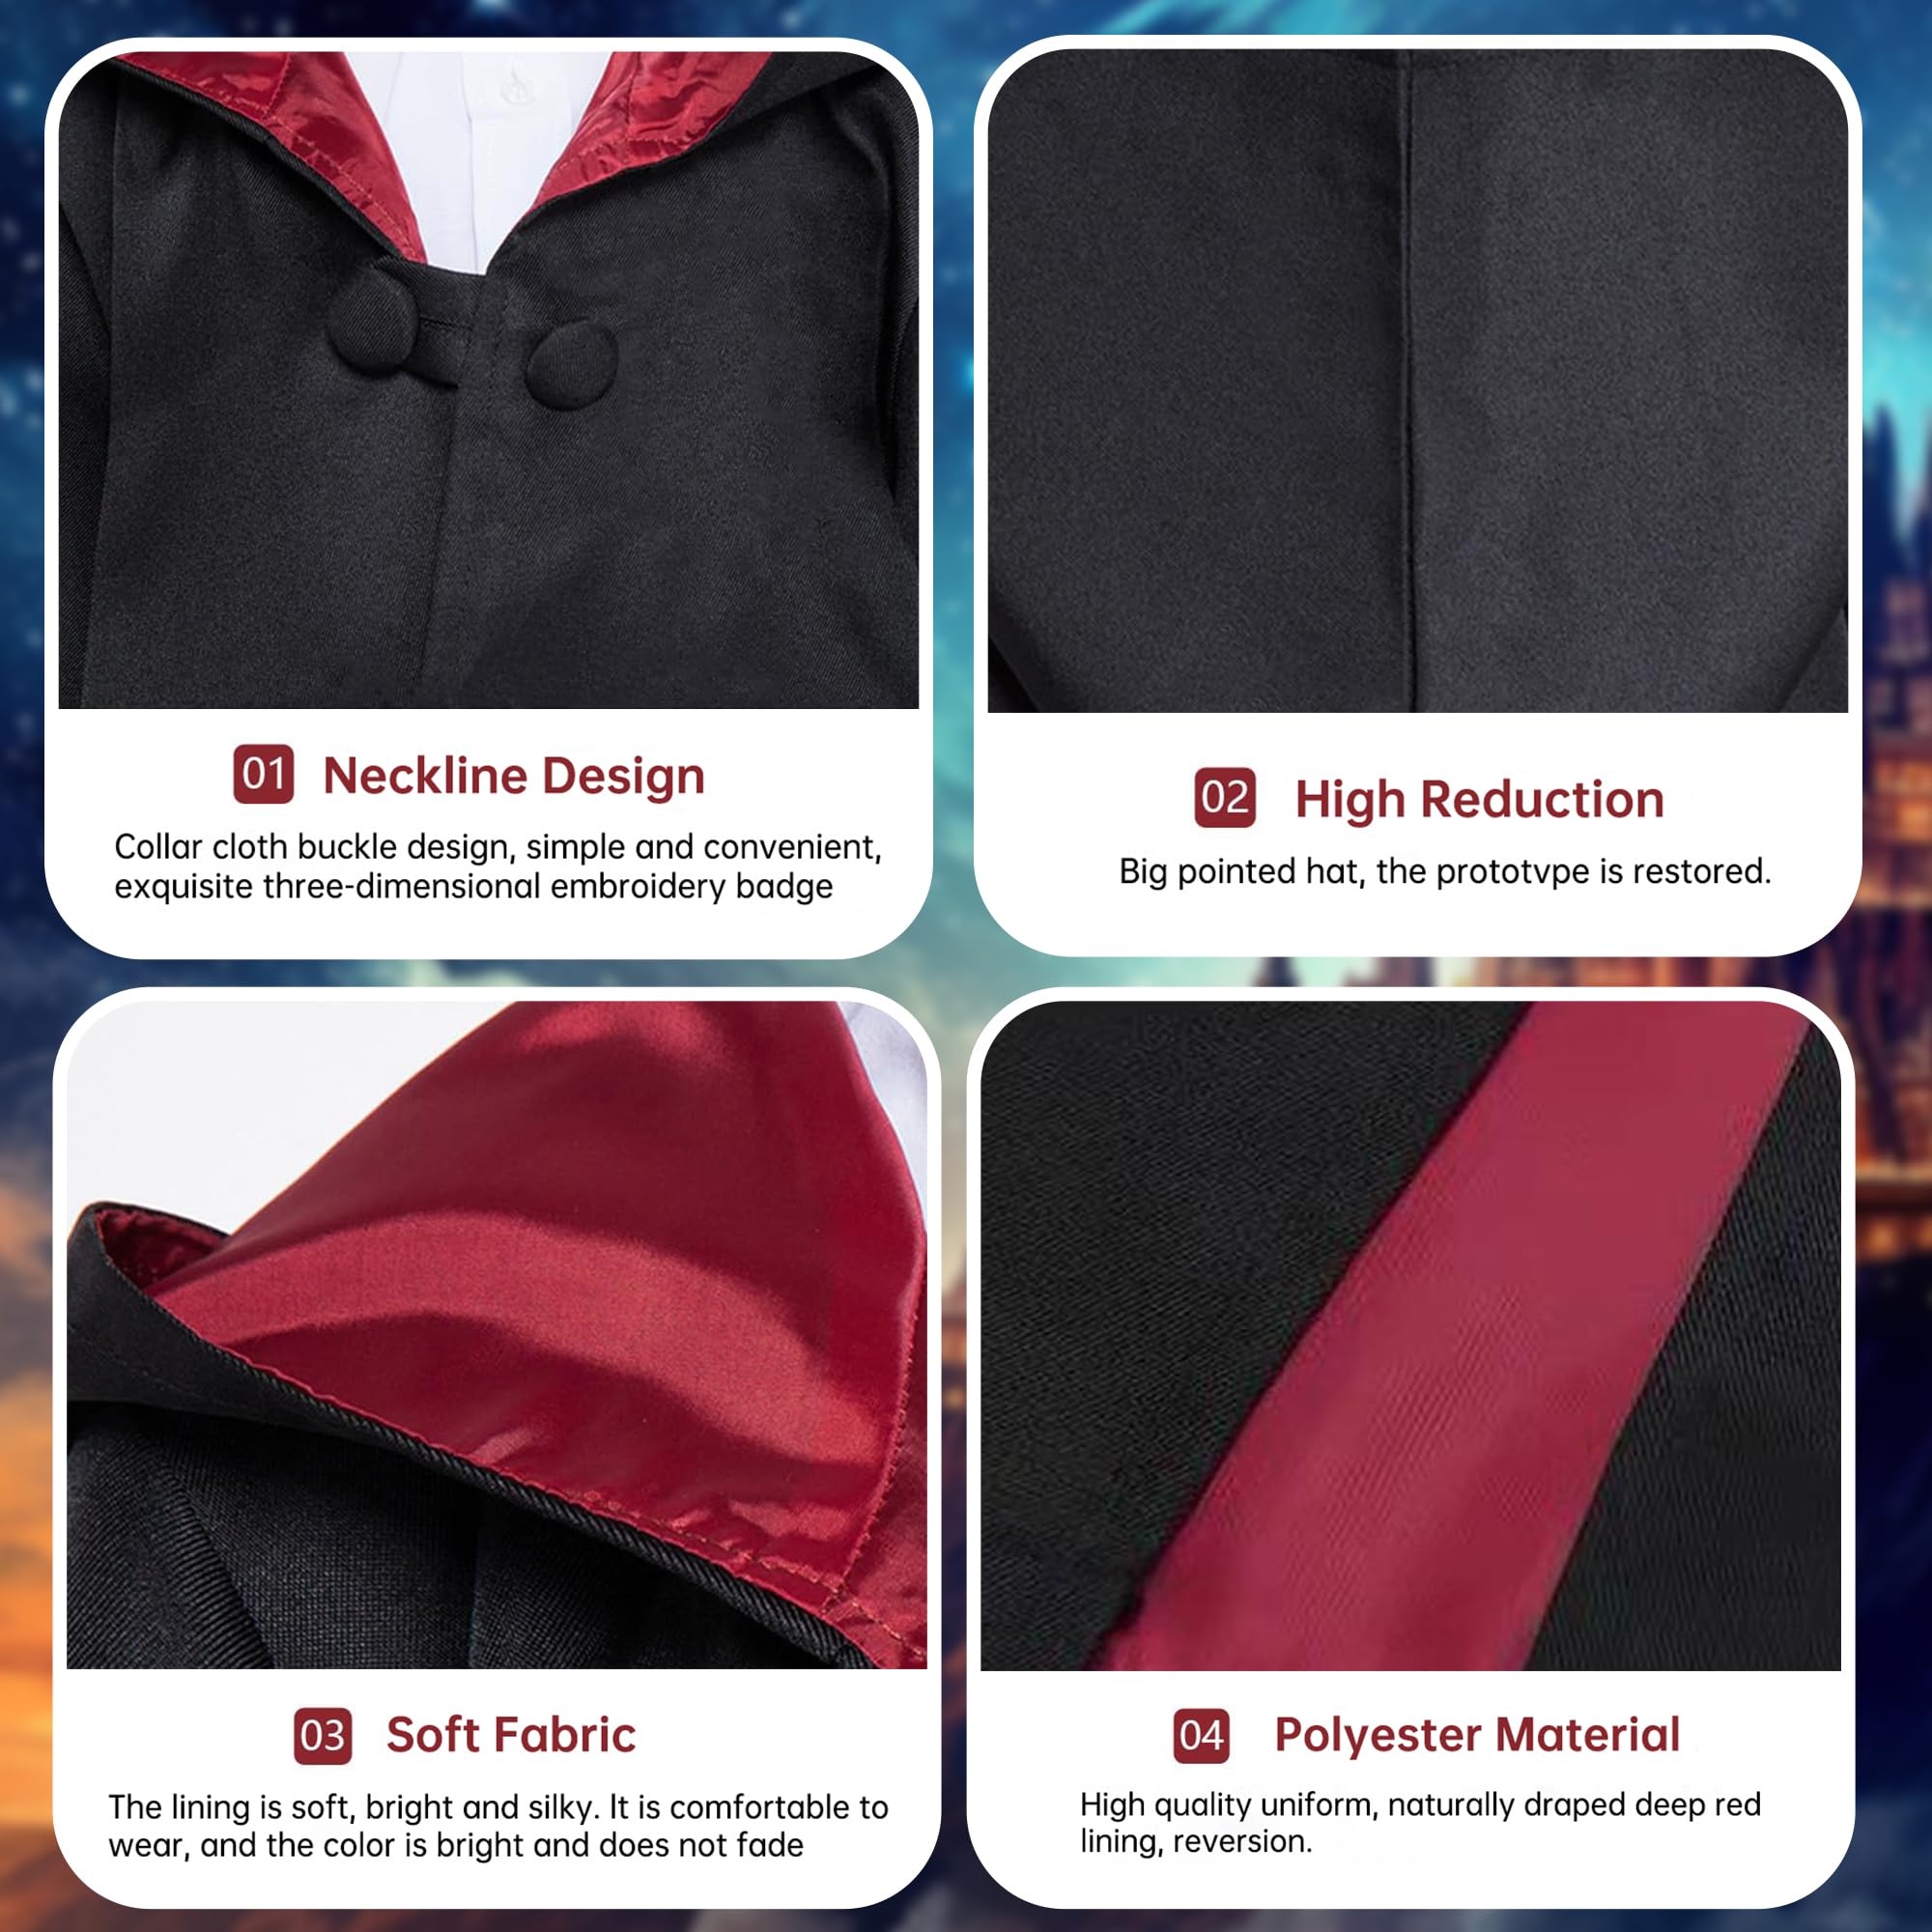 01 Neckline Design
Collar cloth buckle design, simple and convenient,
exquisite three-dimensional embroidery badge
02 High Reduction
Big pointed hat, the prototvpe is restored.
03 Soft Fabric
The lining is soft, bright and silky. It is comfortable to
wear, and the color is bright and does not fade
04 Polyester Material
High quality uniform, naturally draped deep red
lining, reversion.